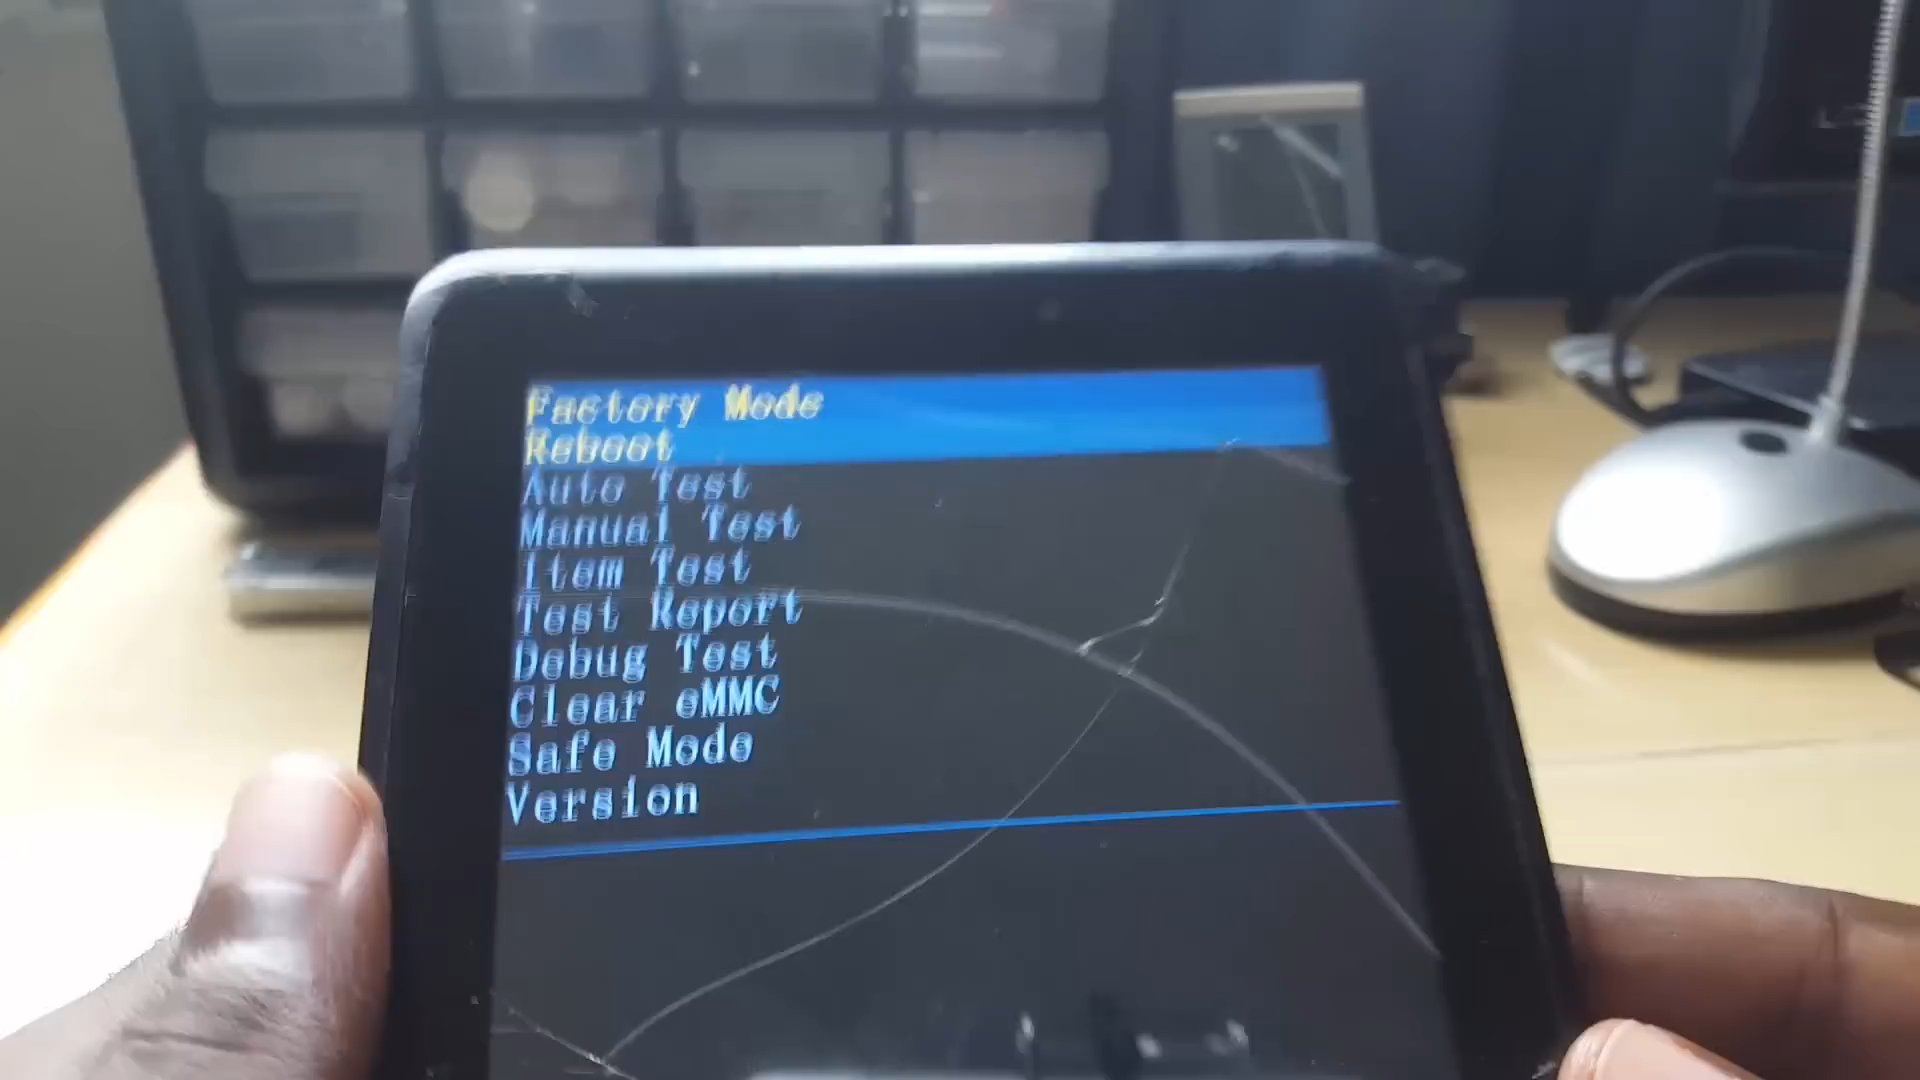 Factory Mode
Reboot
Auto Test
Manual Test
Item Test
Test Report
Debug Test
Clear eMMC
Safe Mode
Version